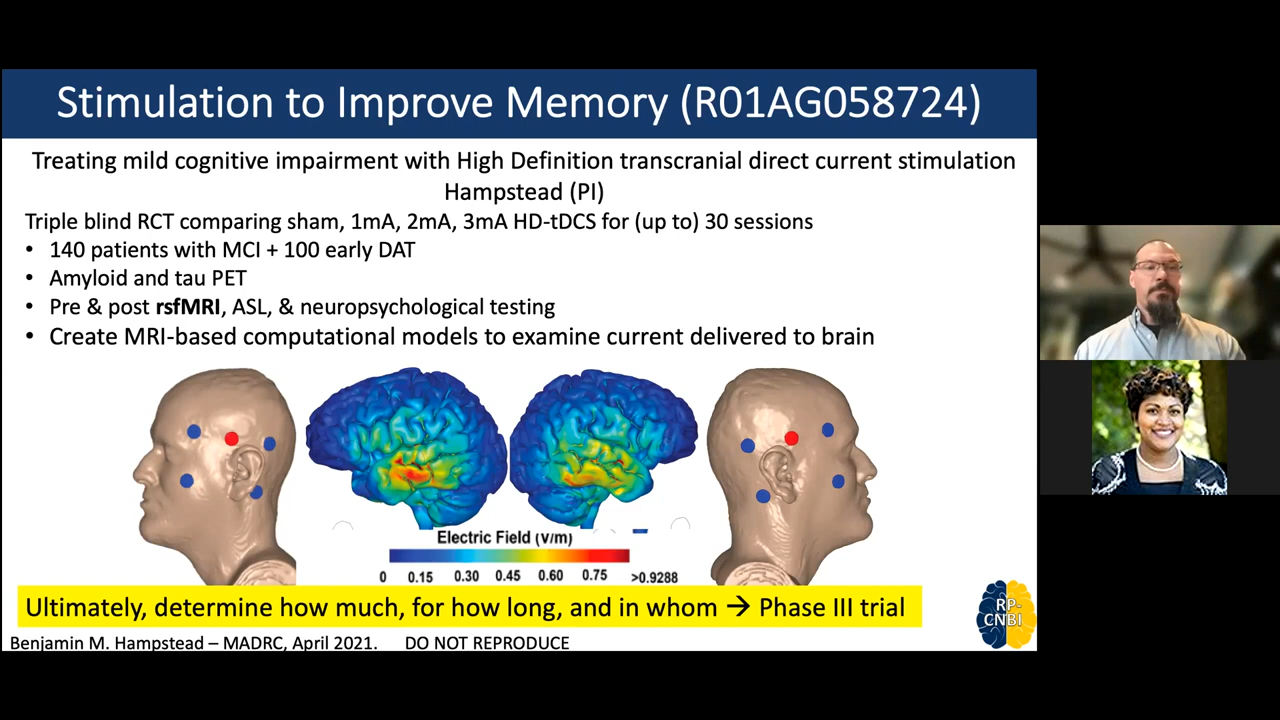 Stimulation to Improve Memory (R01AG058724)
Treating mild cognitive impairment with High Definition transcranial direct current stimulation
Hampstead (PI)
Triple blind RCT comparing sham, 1mA, 2mA, 3mA HD-tDCS for (up to) 30 sessions
• 140 patients with MCI + 100 early DAT
• Amyloid and tau PET
• Pre & post rsfMRI, ASL, & neuropsychological testing
• Create MRI-based computational models to examine current delivered to brain
Electric Field (v/m)
0 0.15 0.30 0.45 0.60 0.75 >0.9288
Ultimately, determine how much, for how long, and in whom → Phase III trial
RP-
CNBI
Benjamin M. Hampstead – MADRC, April 2021. DO NOT REPRODUCE